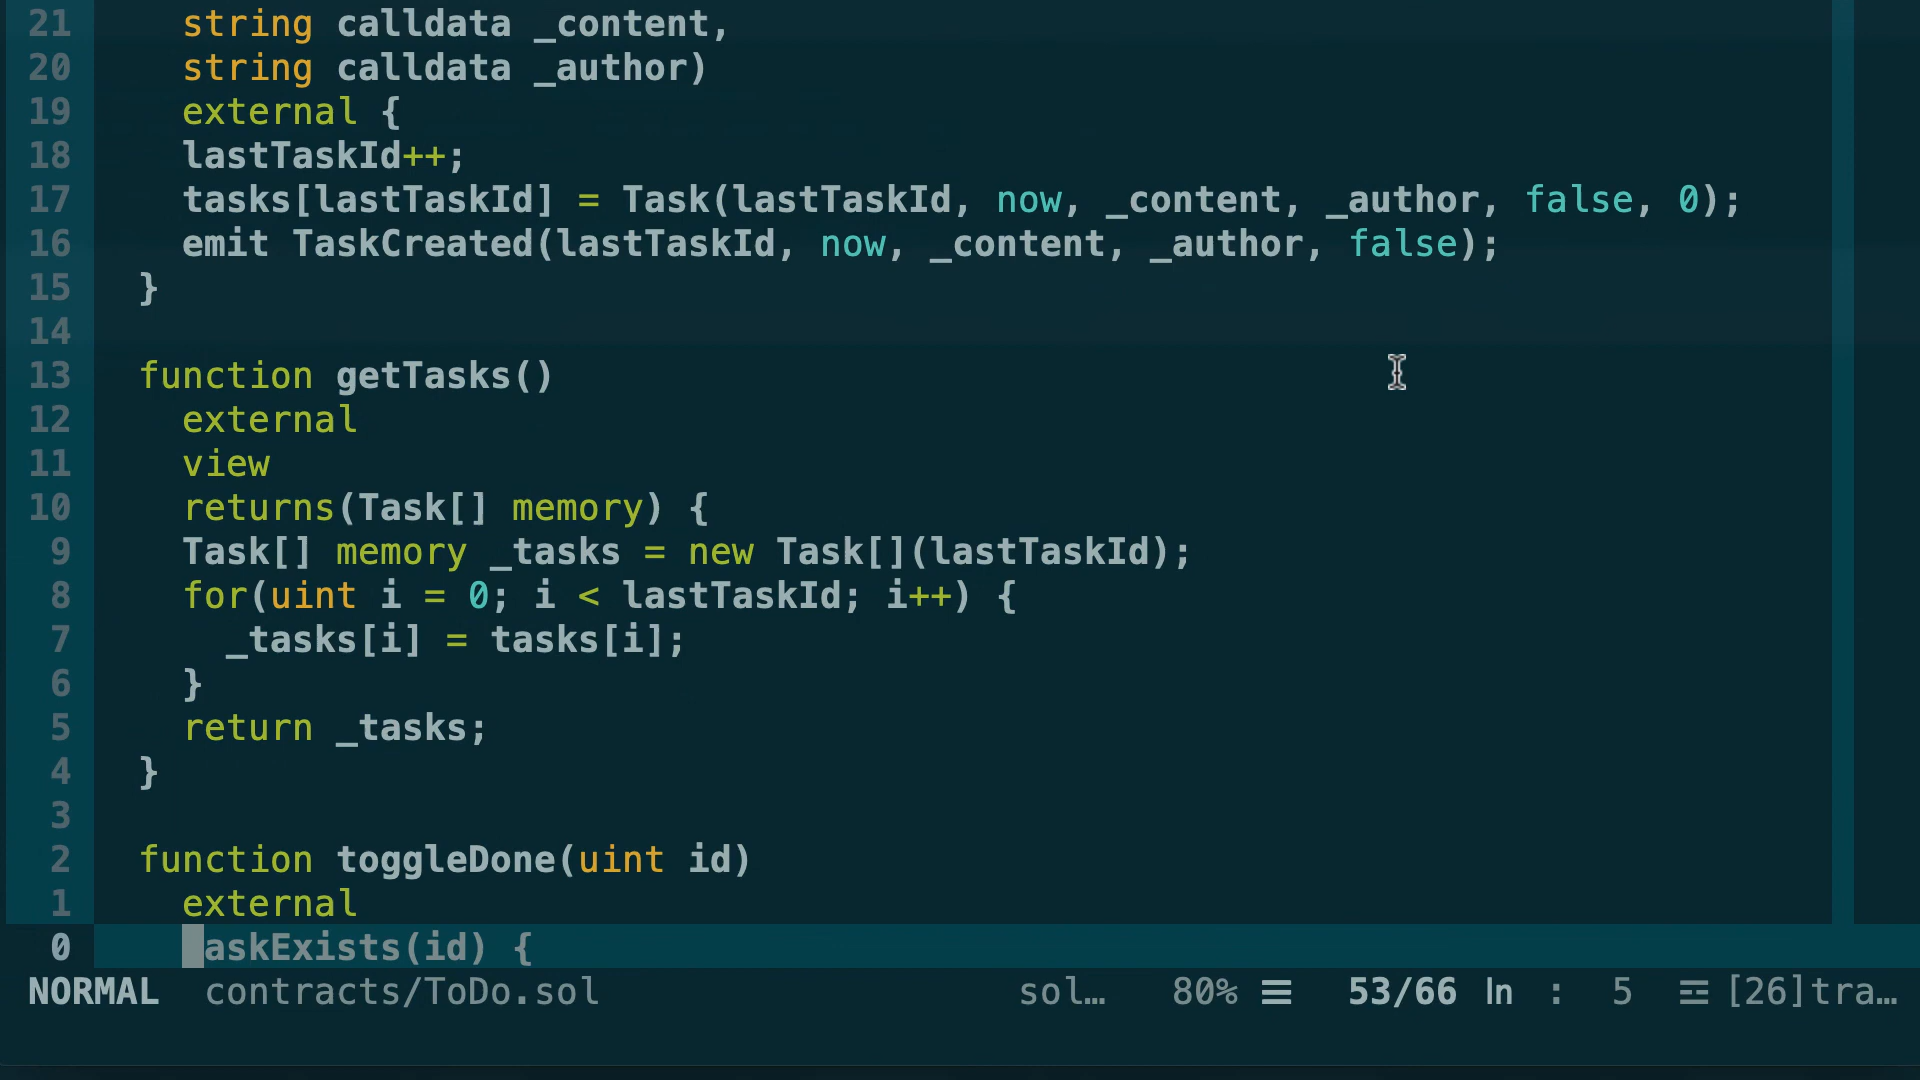 21 string calldata _content,
20 string calldata _author)
19 external {
18 lastTaskId++;
17 tasks[lastTaskId] = Task(lastTaskId, now, _content, _author, false, 0);
16 emit TaskCreated(lastTaskId, now, _content, _author, false);
15 }
14
13 function getTasks()
12 external
11 view
10 returns(Task[] memory) {
9 Task[] memory _tasks = new Task[](lastTaskId);
8 for(uint i = 0; i < lastTaskId; i++) {
7 _tasks[i] = tasks[i];
6 }
5 return _tasks;
4 }
3
2 function toggleDone(uint id)
1 external
0 askExists(id) {
NORMAL contracts/ToDo.sol sol… 80% ☰ 53/66 ln : 5 ☲ [26]tra…